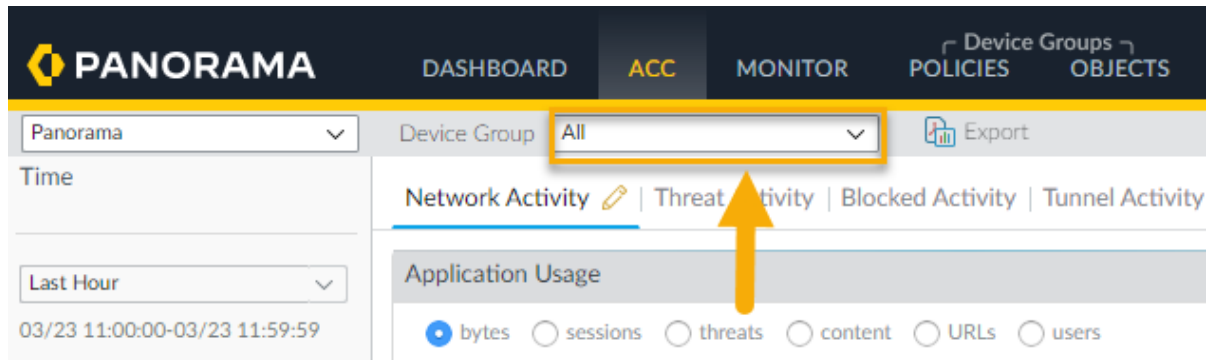 Device Groups
PANORAMA DASHBOARD ACC MONITOR POLICIES OBJECTS
Panorama Device Group All Export
Time
Network Activity | Threat Activity | Blocked Activity | Tunnel Activity
Last Hour
Application Usage
03/23 11:00:00-03/23 11:59:59
bytes sessions threats content URLs users